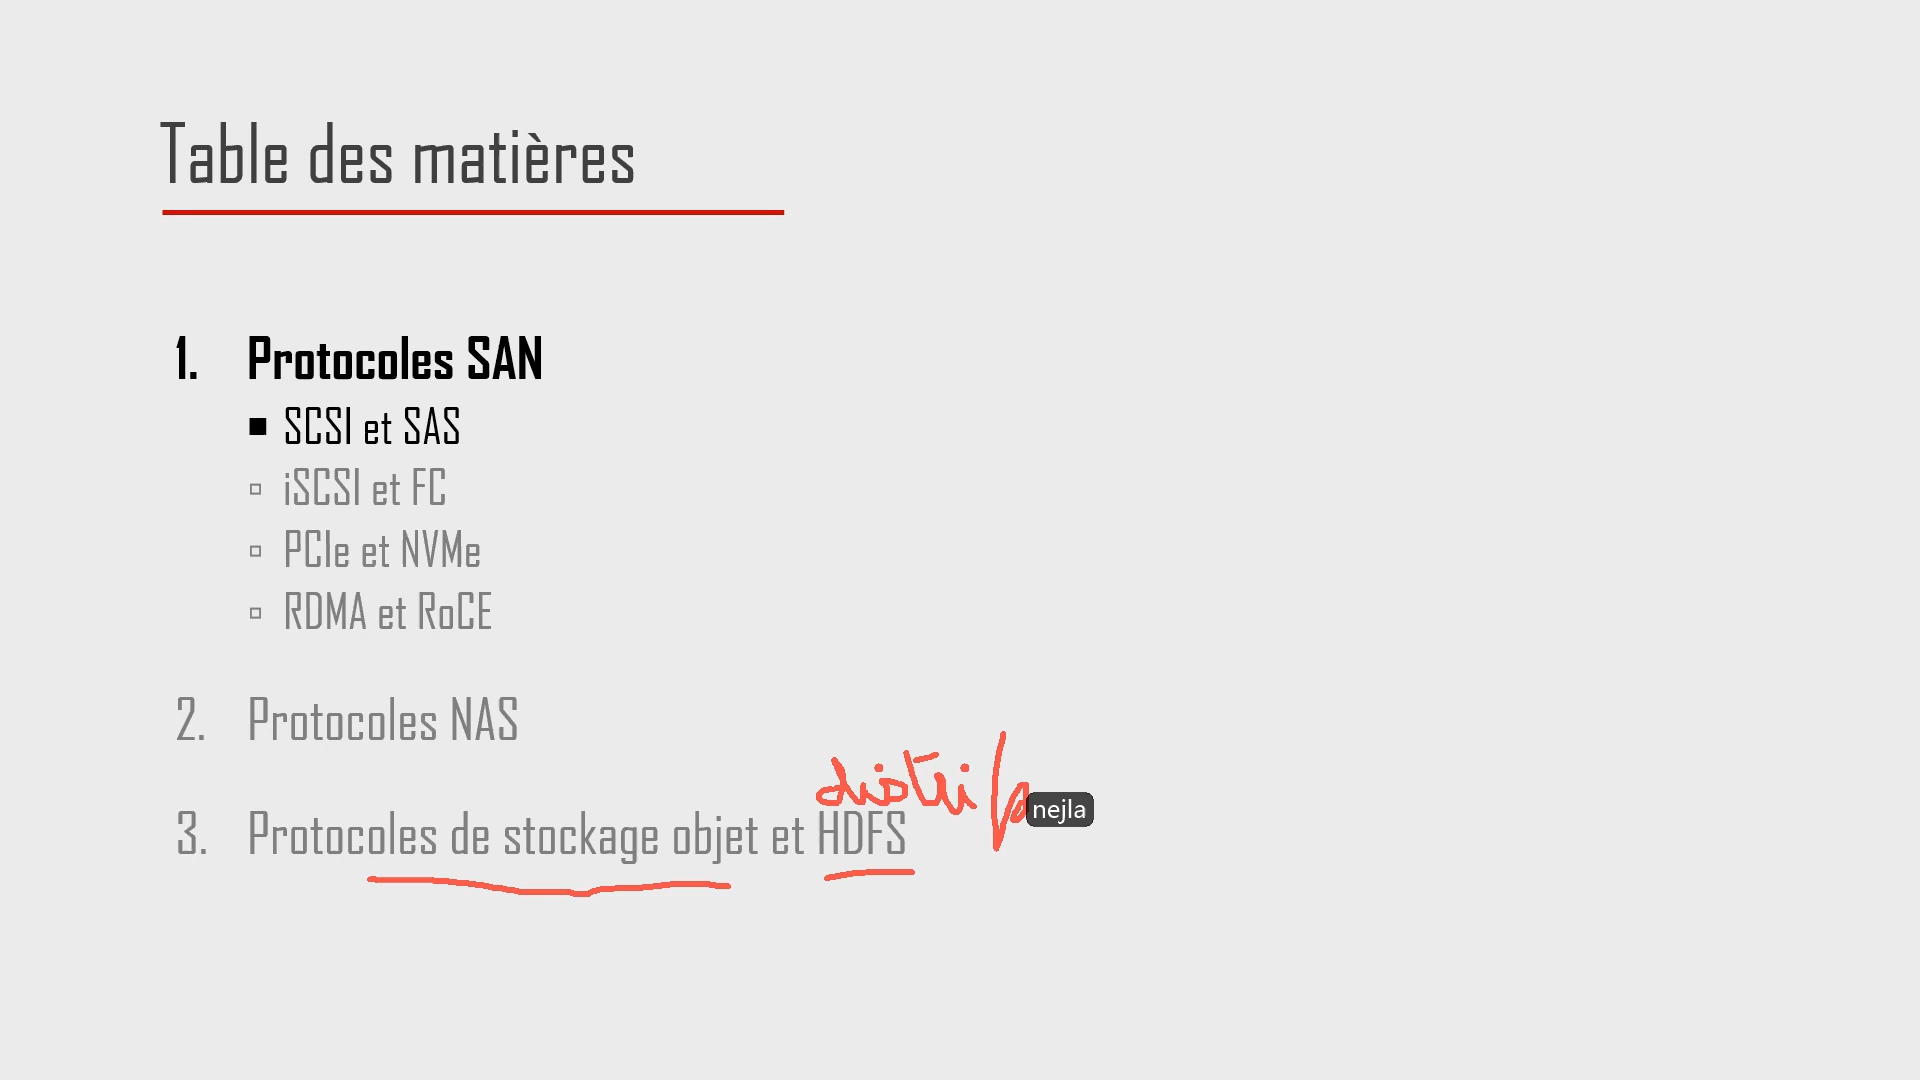 Table des matières
1. Protocoles SAN
■ SCSI et SAS
▫ iSCSI et FC
▫ PCIe et NVMe
▫ RDMA et RoCE
2. Protocoles NAS
distrib
nejla
3. Protocoles de stockage objet et HDFS